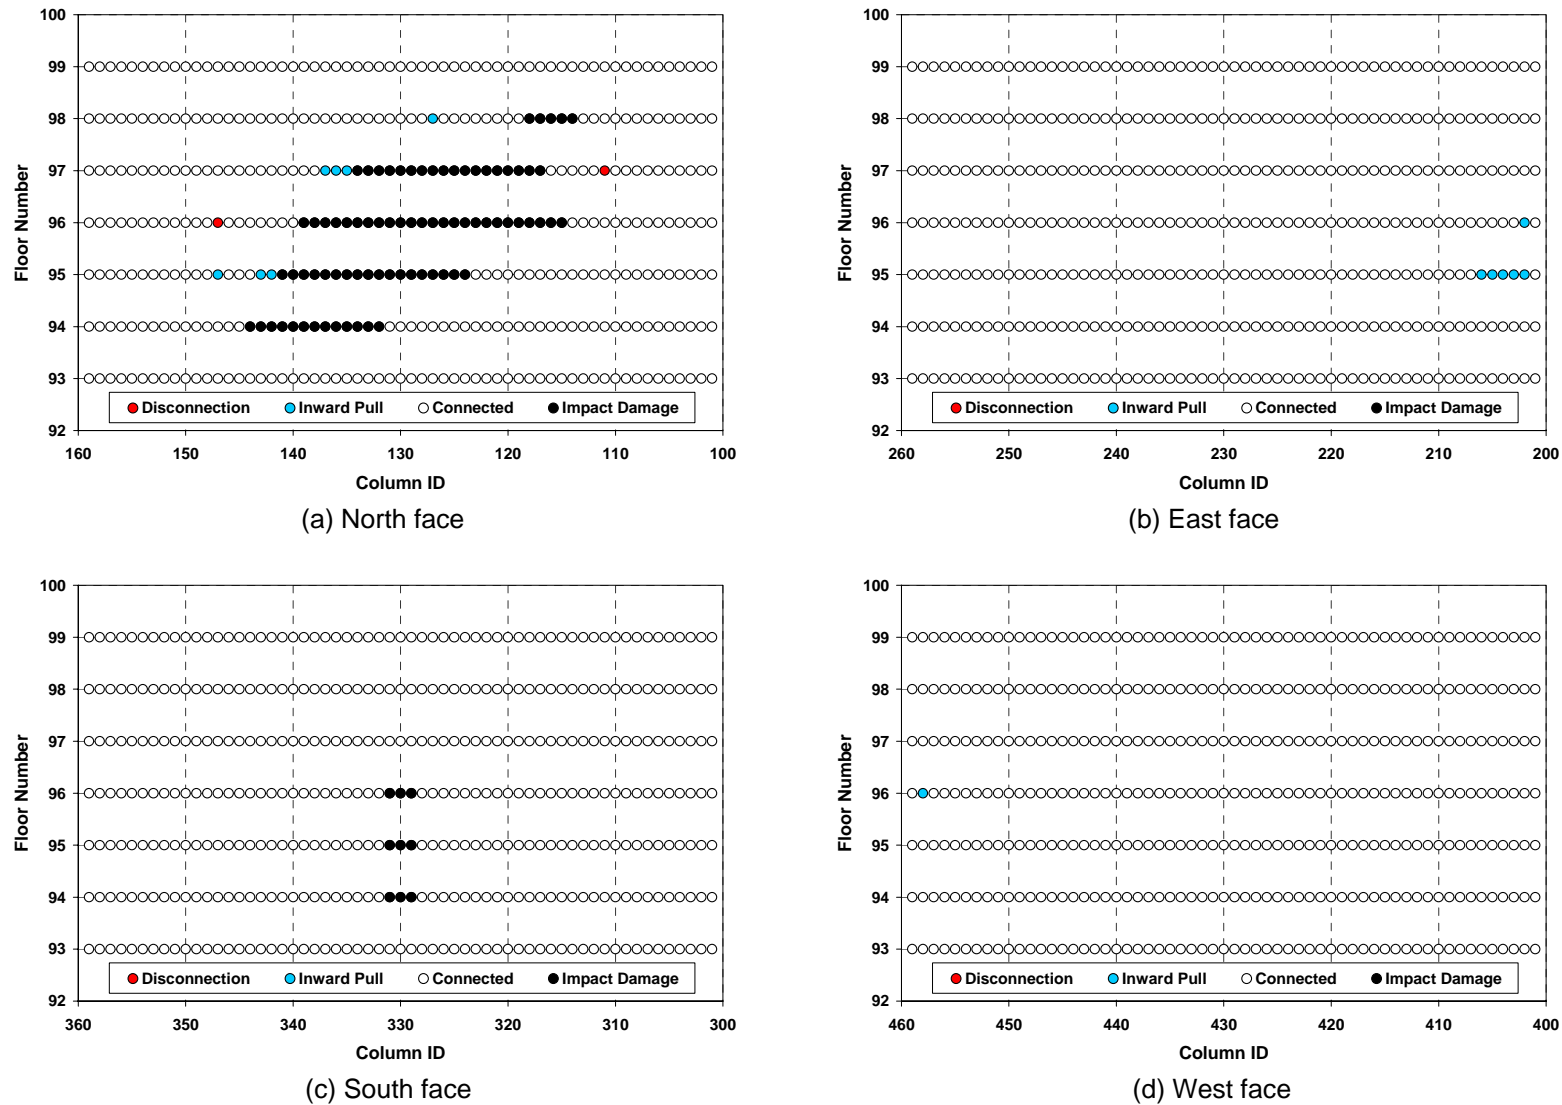 100
99
98
97
96
95
94
93
92
Floor Number
Disconnection Inward Pull Connected Impact Damage
160 150 140 130 120 110 100
Column ID
(a) North face
100
99
98
97
96
95
94
93
92
Floor Number
Disconnection Inward Pull Connected Impact Damage
260 250 240 230 220 210 200
Column ID
(b) East face
100
99
98
97
96
95
94
93
92
Floor Number
Disconnection Inward Pull Connected Impact Damage
360 350 340 330 320 310 300
Column ID
(c) South face
100
99
98
97
96
95
94
93
92
Floor Number
Disconnection Inward Pull Connected Impact Damage
460 450 440 430 420 410 400
Column ID
(d) West face